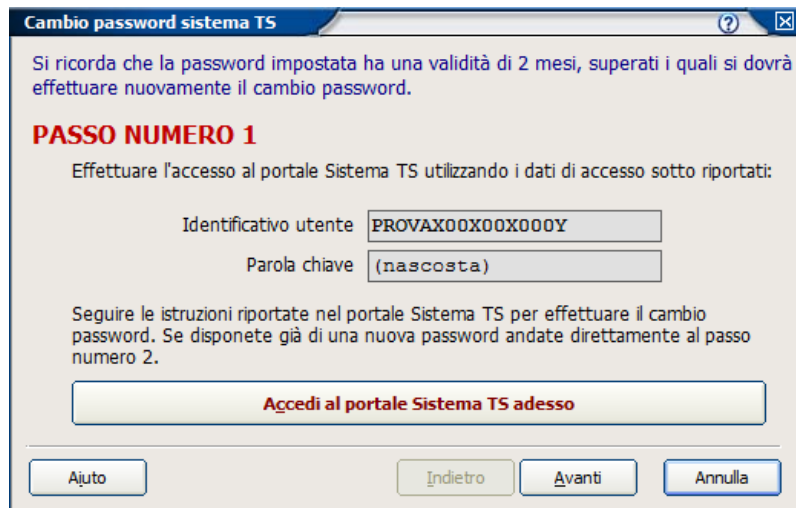 Cambio password sistema TS
Si ricorda che la password impostata ha una validità di 2 mesi, superati i quali si dovrà
effettuare nuovamente il cambio password.
PASSO NUMERO 1
Effettuare l'accesso al portale Sistema TS utilizzando i dati di accesso sotto riportati:
Identificativo utente PROVAX00X00X000Y
Parola chiave (nascosta)
Seguire le istruzioni riportate nel portale Sistema TS per effettuare il cambio
password. Se disponete già di una nuova password andate direttamente al passo
numero 2.
Accedi al portale Sistema TS adesso
Aiuto Indietro Avanti Annulla